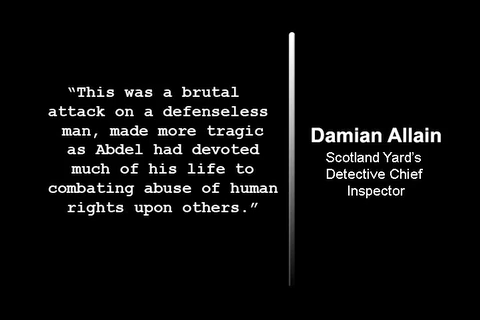 “This was a brutal
attack on a defenseless
man, made more tragic
as Abdel had devoted
much of his life to
combating abuse of human
rights upon others.”
Damian Allain
Scotland Yard’s
Detective Chief
Inspector